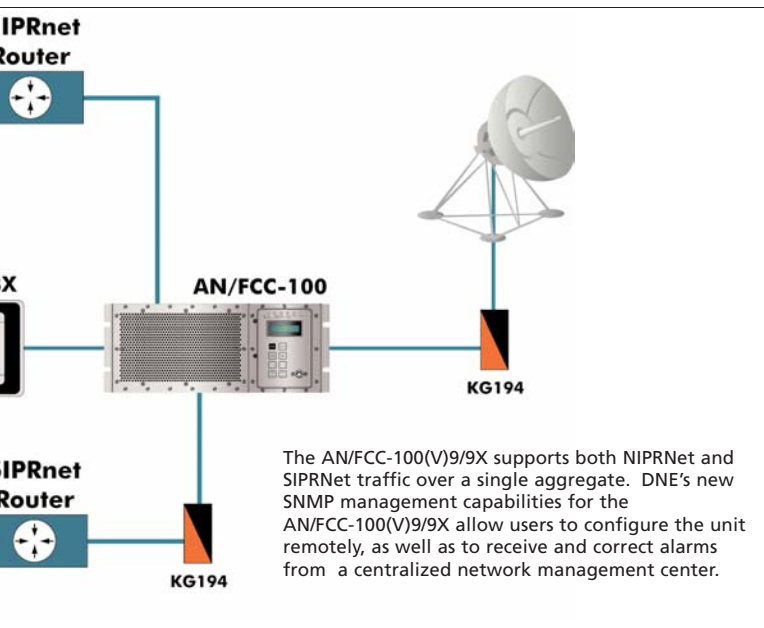 IPRnet
Router
AN/FCC-100
KG194
IPRnet
Router
KG194
The AN/FCC-100(V)9/9X supports both NIPRNet and
SIPRNet traffic over a single aggregate.  DNE's new
SNMP management capabilities for the
AN/FCC-100(V)9/9X allow users to configure the unit
remotely, as well as to receive and correct alarms
from  a centralized network management center.